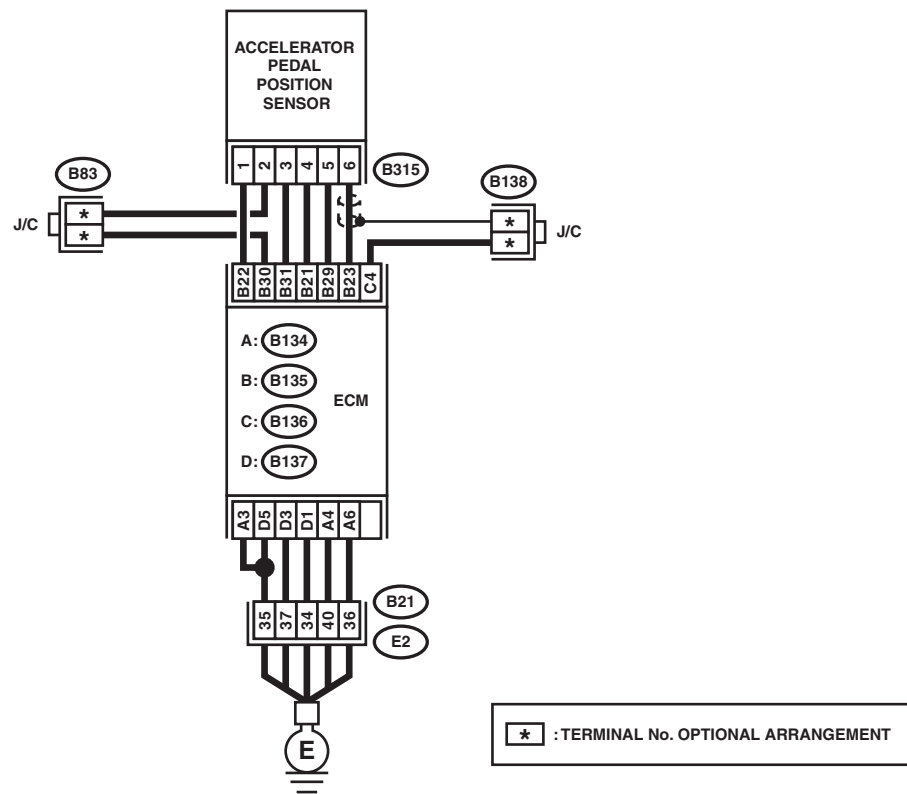 ACCELERATOR
PEDAL
POSITION
SENSOR
1 2 3 4 5 6
B315
B83
B138
J/C
*
*
*
*
J/C
B22 B30 B31 B21 B29 B23 C4
A: B134
B: B135
ECM
C: B136
D: B137
A3 D5 D3 D1 A4 A6
B21
35 37 34 40 36
E2
E
* : TERMINAL No. OPTIONAL ARRANGEMENT